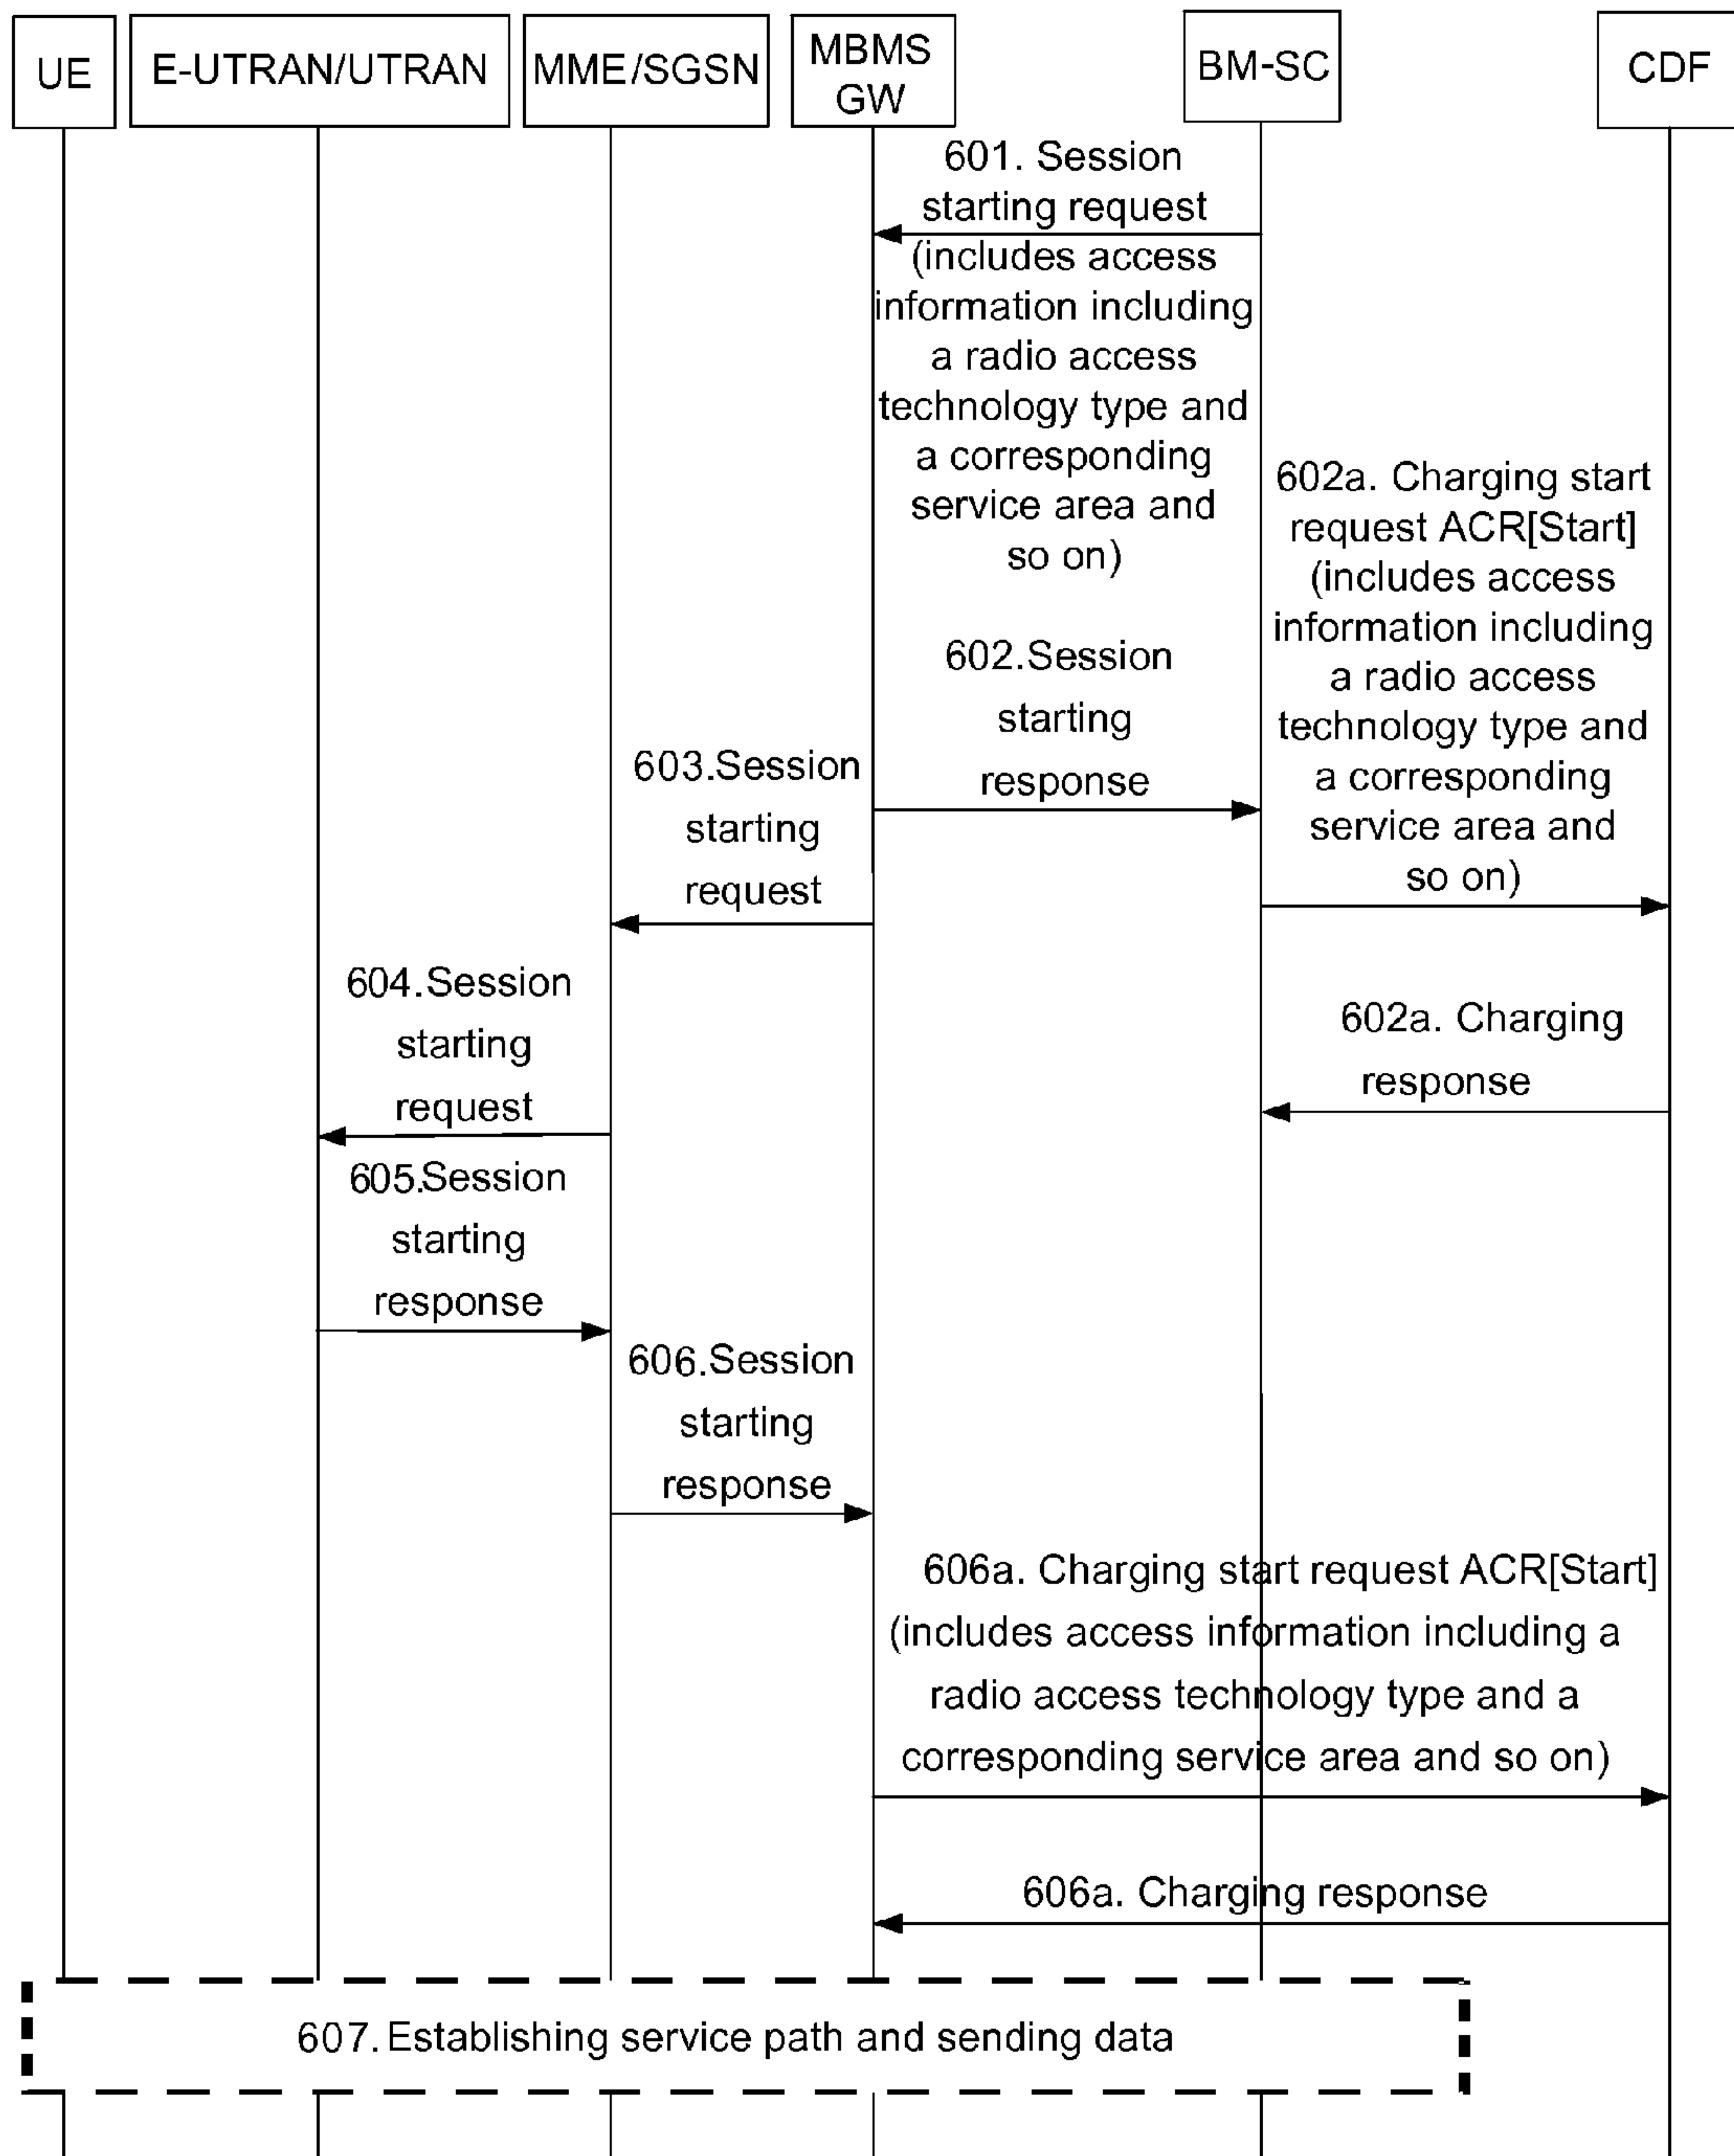 UE
E-UTRAN/UTRAN
MME/SGSN
MBMS
GW
BM-SC
CDF
601. Session
starting request
(includes access
information including
a radio access
technology type and
a corresponding
service area and
so on)
602a. Charging start
request ACR[Start]
(includes access
information including
a radio access
technology type and
a corresponding
service area and
so on)
602.Session
starting
response
603.Session
starting
request
604.Session
starting
request
602a. Charging
response
605.Session
starting
response
606.Session
starting
response
606a. Charging start request ACR[Start]
(includes access information including a
radio access technology type and a
corresponding service area and so on)
606a. Charging response
607. Establishing service path and sending data